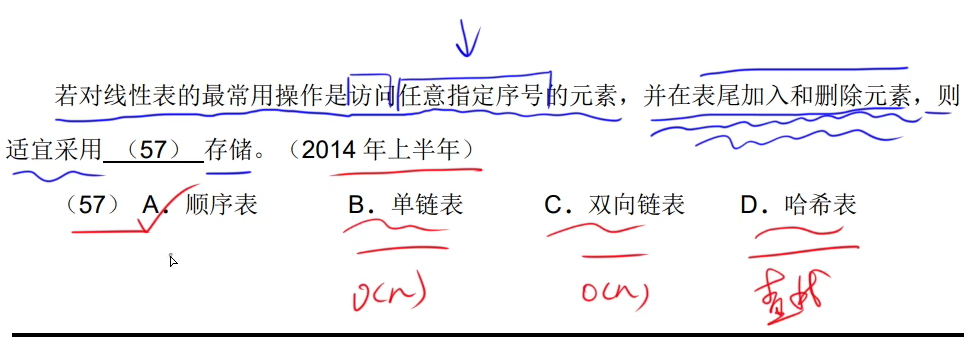 若对线性表的最常用操作是访问任意指定序号的元素，并在表尾加入和删除元素，则
适宜采用 （57） 存储。（2014 年上半年）
（57） A．顺序表 B．单链表 C．双向链表 D．哈希表
O(n) O(n) 查找